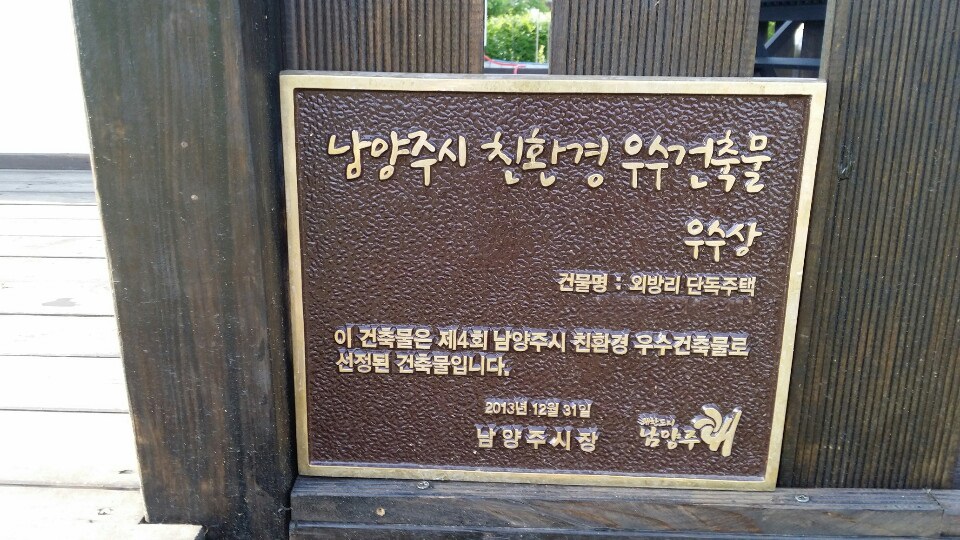 남양주시 친환경 우수건축물
우수상
건물명 : 외방리 단독주택
이 건축물은 제4회 남양주시 친환경 우수건축물로
선정된 건축물입니다.
2013년 12월 31일
남양주시장
남양주